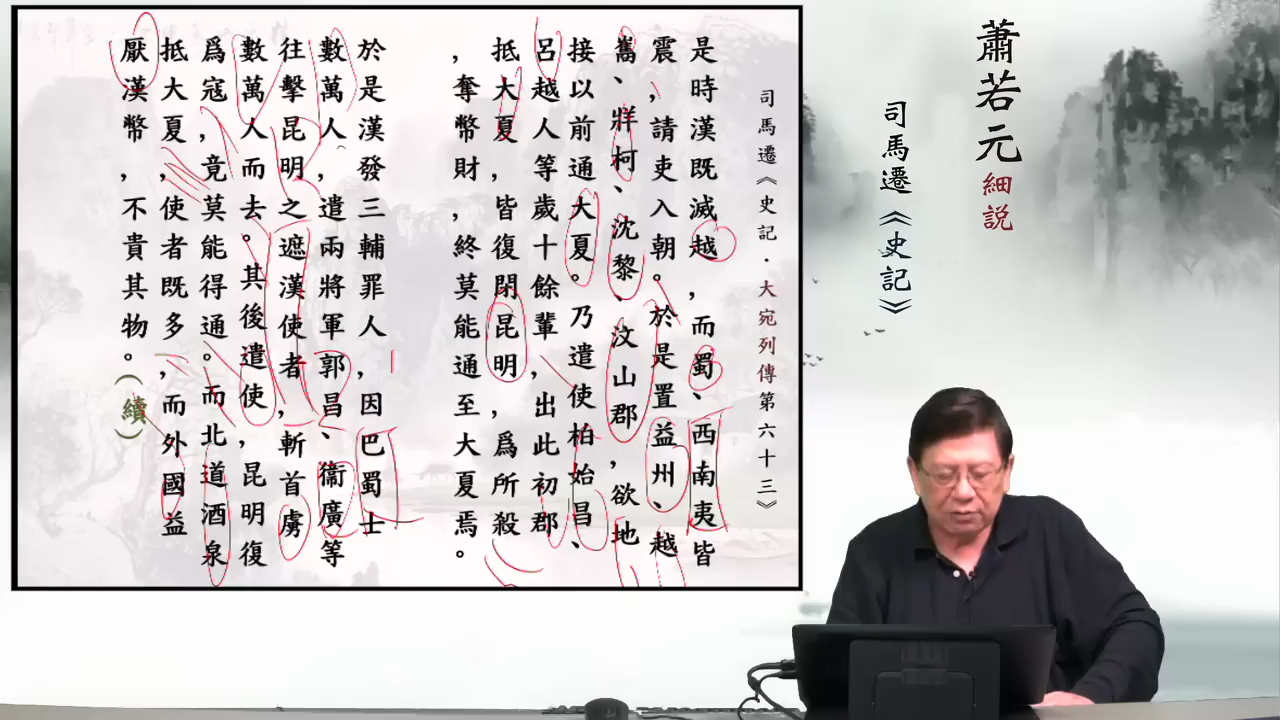 蕭若元細説
司馬遷《史記》
司馬遷《史記．大宛列傳第六十三》
是時漢既滅越，而蜀、西南夷皆
震，請吏入朝。於是置益州、越
嶲、牂柯、沈黎、汶山郡，欲地
接以前通大夏。乃遣使柏始昌、
呂越人等歲十餘輩，出此初郡
抵大夏，皆復閉昆明，爲所殺
，奪幣財，終莫能通至大夏焉。
於是漢發三輔罪人，因巴蜀士
數萬人，遣兩將軍郭昌、衞廣等
往擊昆明之遮漢使者，斬首虜
數萬人而去。其後遣使，昆明復
爲寇，竟莫能得通。而北道酒泉
抵大夏，使者既多，而外國益
厭漢幣，不貴其物。（續）